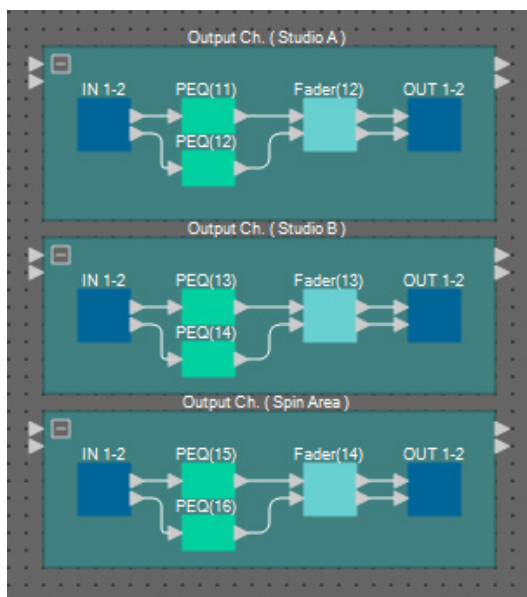 Output Ch. ( Studio A )
IN 1-2 PEQ(11) Fader(12) OUT 1-2
PEQ(12)
Output Ch. ( Studio B )
IN 1-2 PEQ(13) Fader(13) OUT 1-2
PEQ(14)
Output Ch. ( Spin Area )
IN 1-2 PEQ(15) Fader(14) OUT 1-2
PEQ(16)